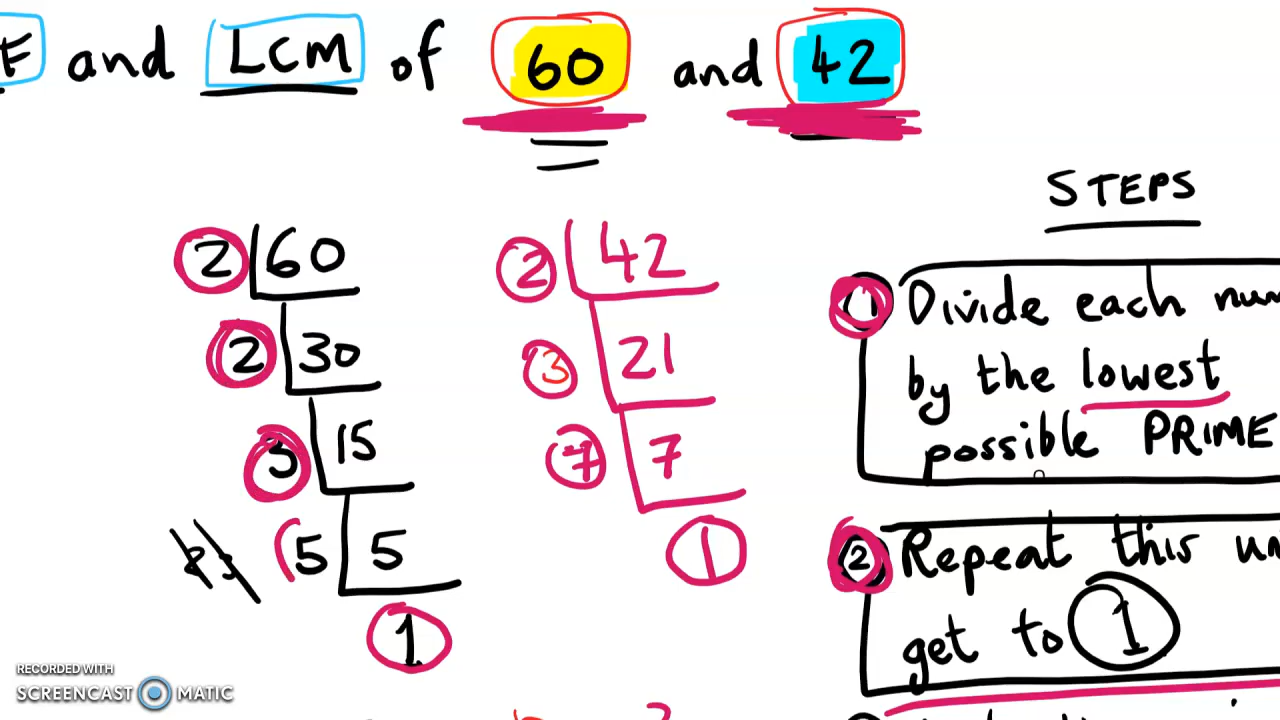 F and LCM of 60 and 42
STEPS
2 60
2 30
3 15
5 5
1
2 42
3 21
7 7
1
1 Divide each num
by the lowest
possible PRIME
2 Repeat this un
get to 1
RECORDED WITH
SCREENCAST MATIC